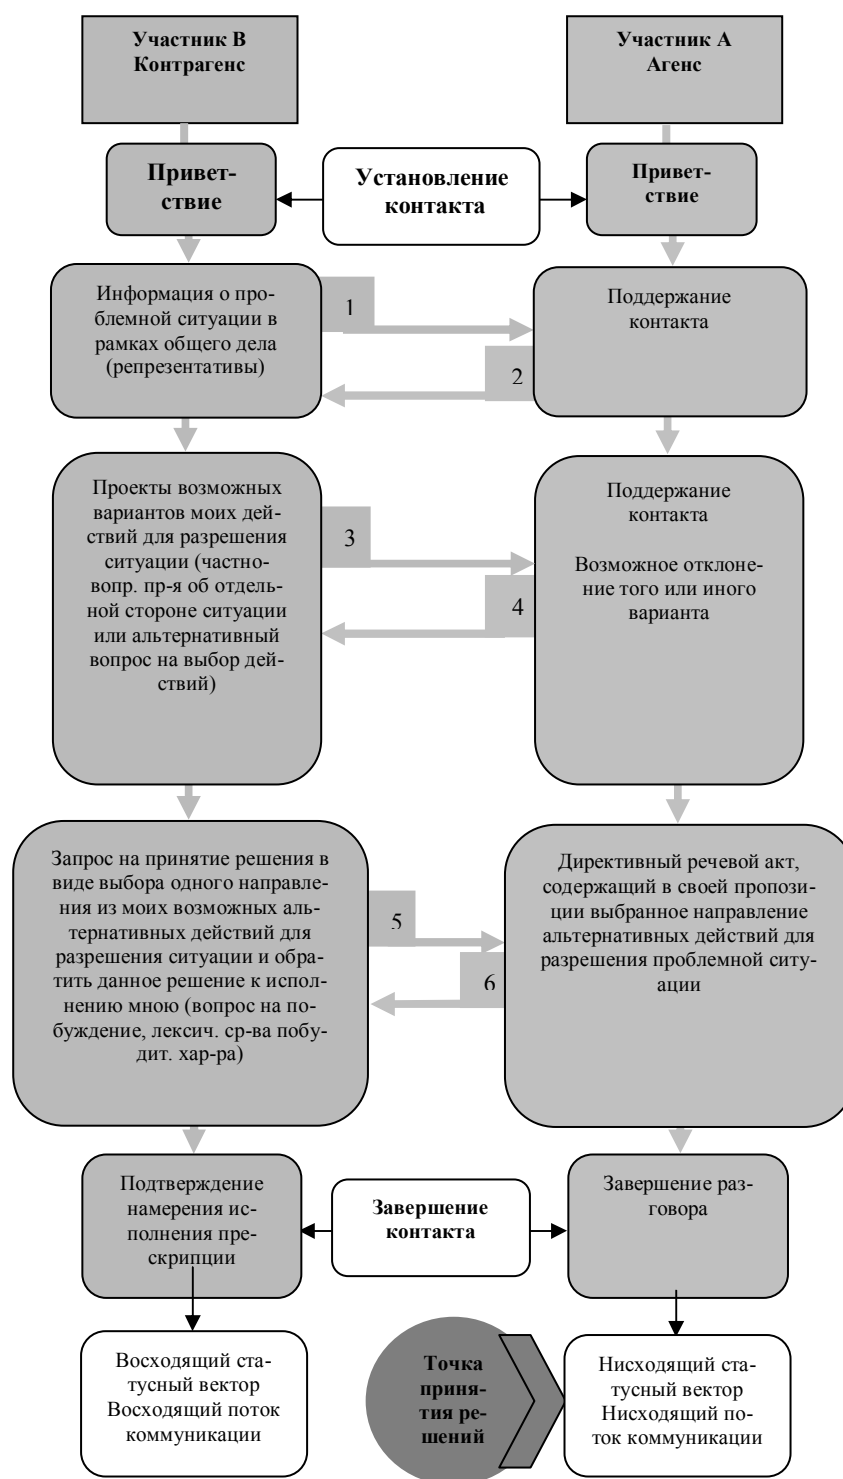 Участник В
Контрагенс
Участник А
Агенс
Привет-
ствие
Установление
контакта
Привет-
ствие
Информация о про-
блемной ситуации в
рамках общего дела
(репрезентативы)
1
2
Поддержание
контакта
Проекты возможных
вариантов моих дей-
ствий для разрешения
ситуации (частно-
вопр. пр-я об отдель-
ной стороне ситуации
или альтернативный
вопрос на выбор дей-
ствий)
3
4
Поддержание
контакта
Возможное отклоне-
ние того или иного
варианта
Запрос на принятие решения в
виде выбора одного направле-
ния из моих возможных аль-
тернативных действий для
разрешения ситуации и обра-
тить данное решение к испол-
нению мною (вопрос на по-
буждение, лексич. ср-ва побу-
дит. хар-ра)
5
6
Директивный речевой акт,
содержащий в своей пропози-
ции выбранное направление
альтернативных действий для
разрешения проблемной ситу-
ации
Подтверждение
намерения ис-
полнения пре-
скрипции
Завершение
контакта
Завершение раз-
говора
Восходящий ста-
тусный вектор
Восходящий поток
коммуникации
Точка
приня-
тия ре-
шений
Нисходящий ста-
тусный вектор
Нисходящий по-
ток коммуникации